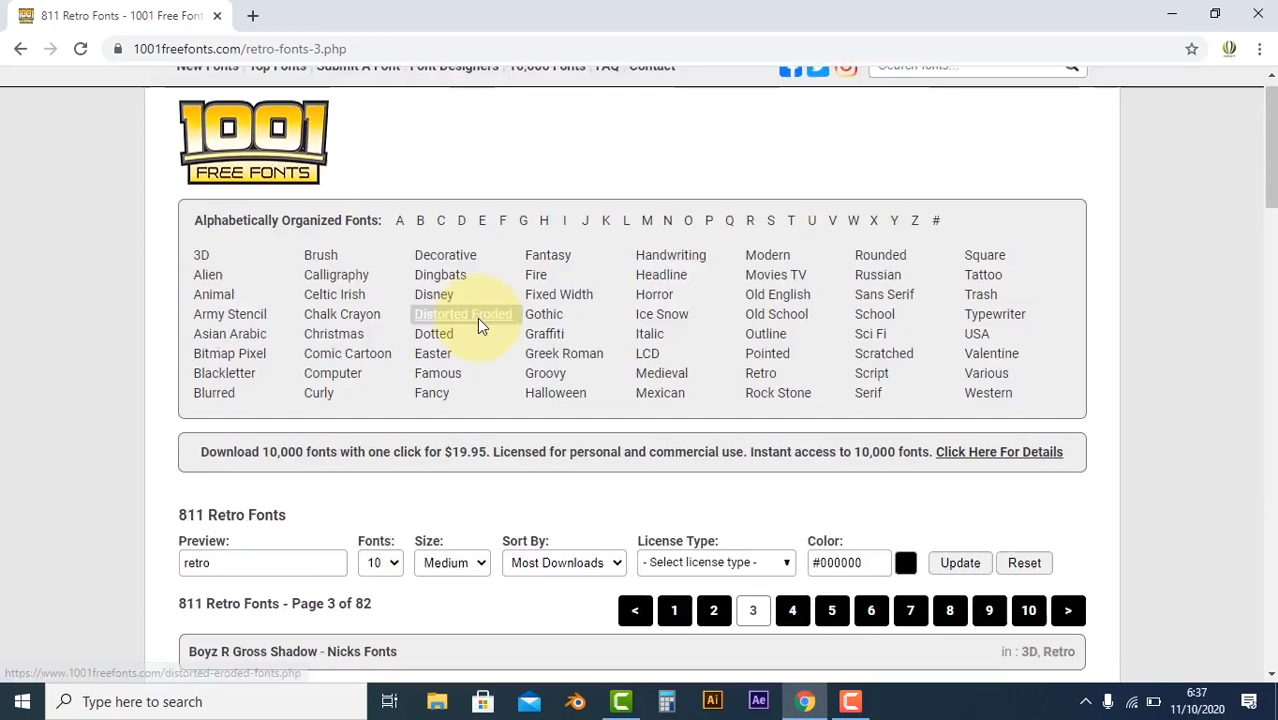 811 Retro Fonts - 1001 Free Font
1001freefonts.com/retro-fonts-3.php
New Fonts Top Fonts Submit A Font Font Designers 10,000 Fonts FAQ Contact Search fonts...
1001
FREE FONTS
Alphabetically Organized Fonts: A B C D E F G H I J K L M N O P Q R S T U V W X Y Z #
3D Brush Decorative Fantasy Handwriting Modern Rounded Square
Alien Calligraphy Dingbats Fire Headline Movies TV Russian Tattoo
Animal Celtic Irish Disney Fixed Width Horror Old English Sans Serif Trash
Army Stencil Chalk Crayon Distorted Eroded Gothic Ice Snow Old School School Typewriter
Asian Arabic Christmas Dotted Graffiti Italic Outline Sci Fi USA
Bitmap Pixel Comic Cartoon Easter Greek Roman LCD Pointed Scratched Valentine
Blackletter Computer Famous Groovy Medieval Retro Script Various
Blurred Curly Fancy Halloween Mexican Rock Stone Serif Western
Download 10,000 fonts with one click for $19.95. Licensed for personal and commercial use. Instant access to 10,000 fonts. Click Here For Details
811 Retro Fonts
Preview: Fonts: Size: Sort By: License Type: Color:
retro 10 Medium Most Downloads - Select license type - #000000 Update Reset
811 Retro Fonts - Page 3 of 82 < 1 2 3 4 5 6 7 8 9 10 >
Boyz R Gross Shadow - Nicks Fonts in : 3D, Retro
https://www.1001freefonts.com/distorted-eroded-fonts.php
Type here to search Ai Ae 6:37
11/10/2020